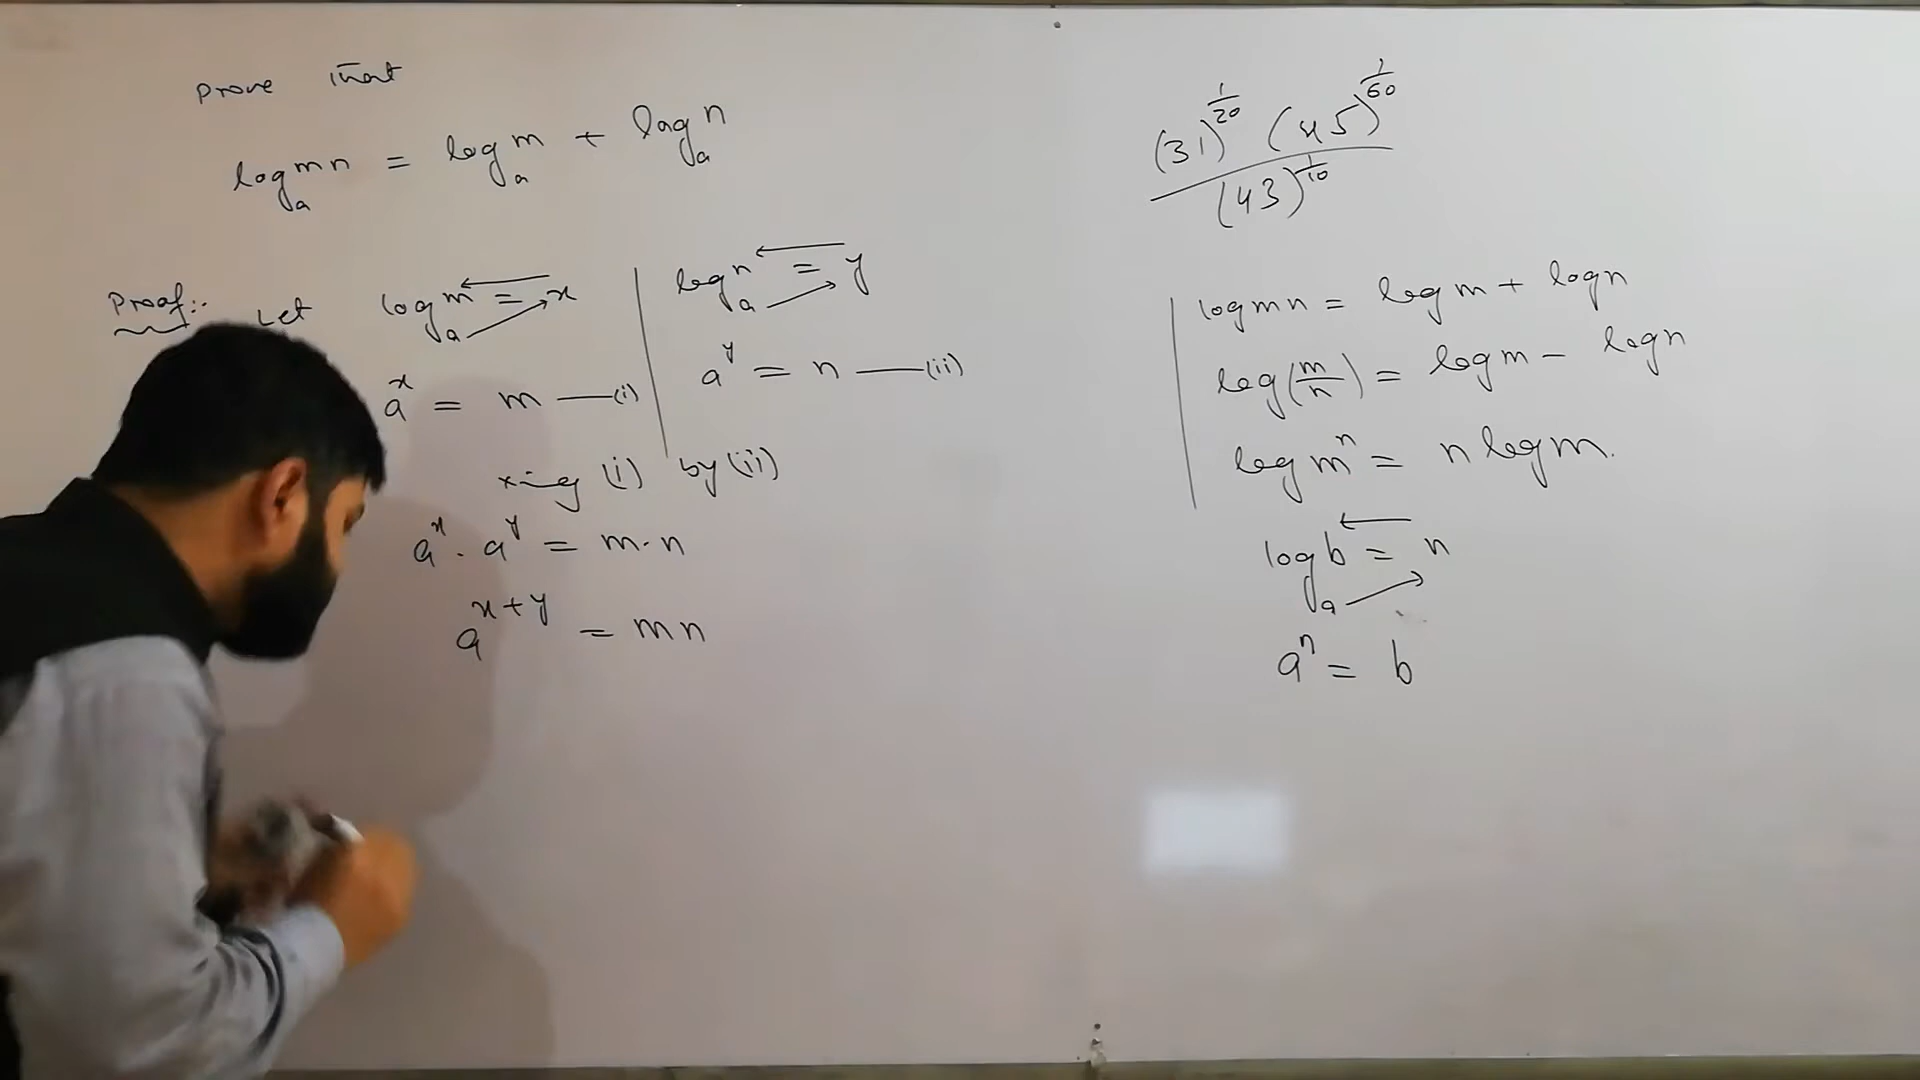 Prove that
log_a mn = log_a m + log_a n
Proof:- Let log_a m = x
a^x = m —(i)
log_a n = y
a^y = n —(ii)
xing (i) by (ii)
a^x . a^y = m · n
a^(x+y) = mn
(31)^(1/20) (45)^(1/60)
(43)^(1/10)
log mn = log m + log n
log(m/n) = log m − log n
log m^n = n log m.
log_a b = n
a^n = b